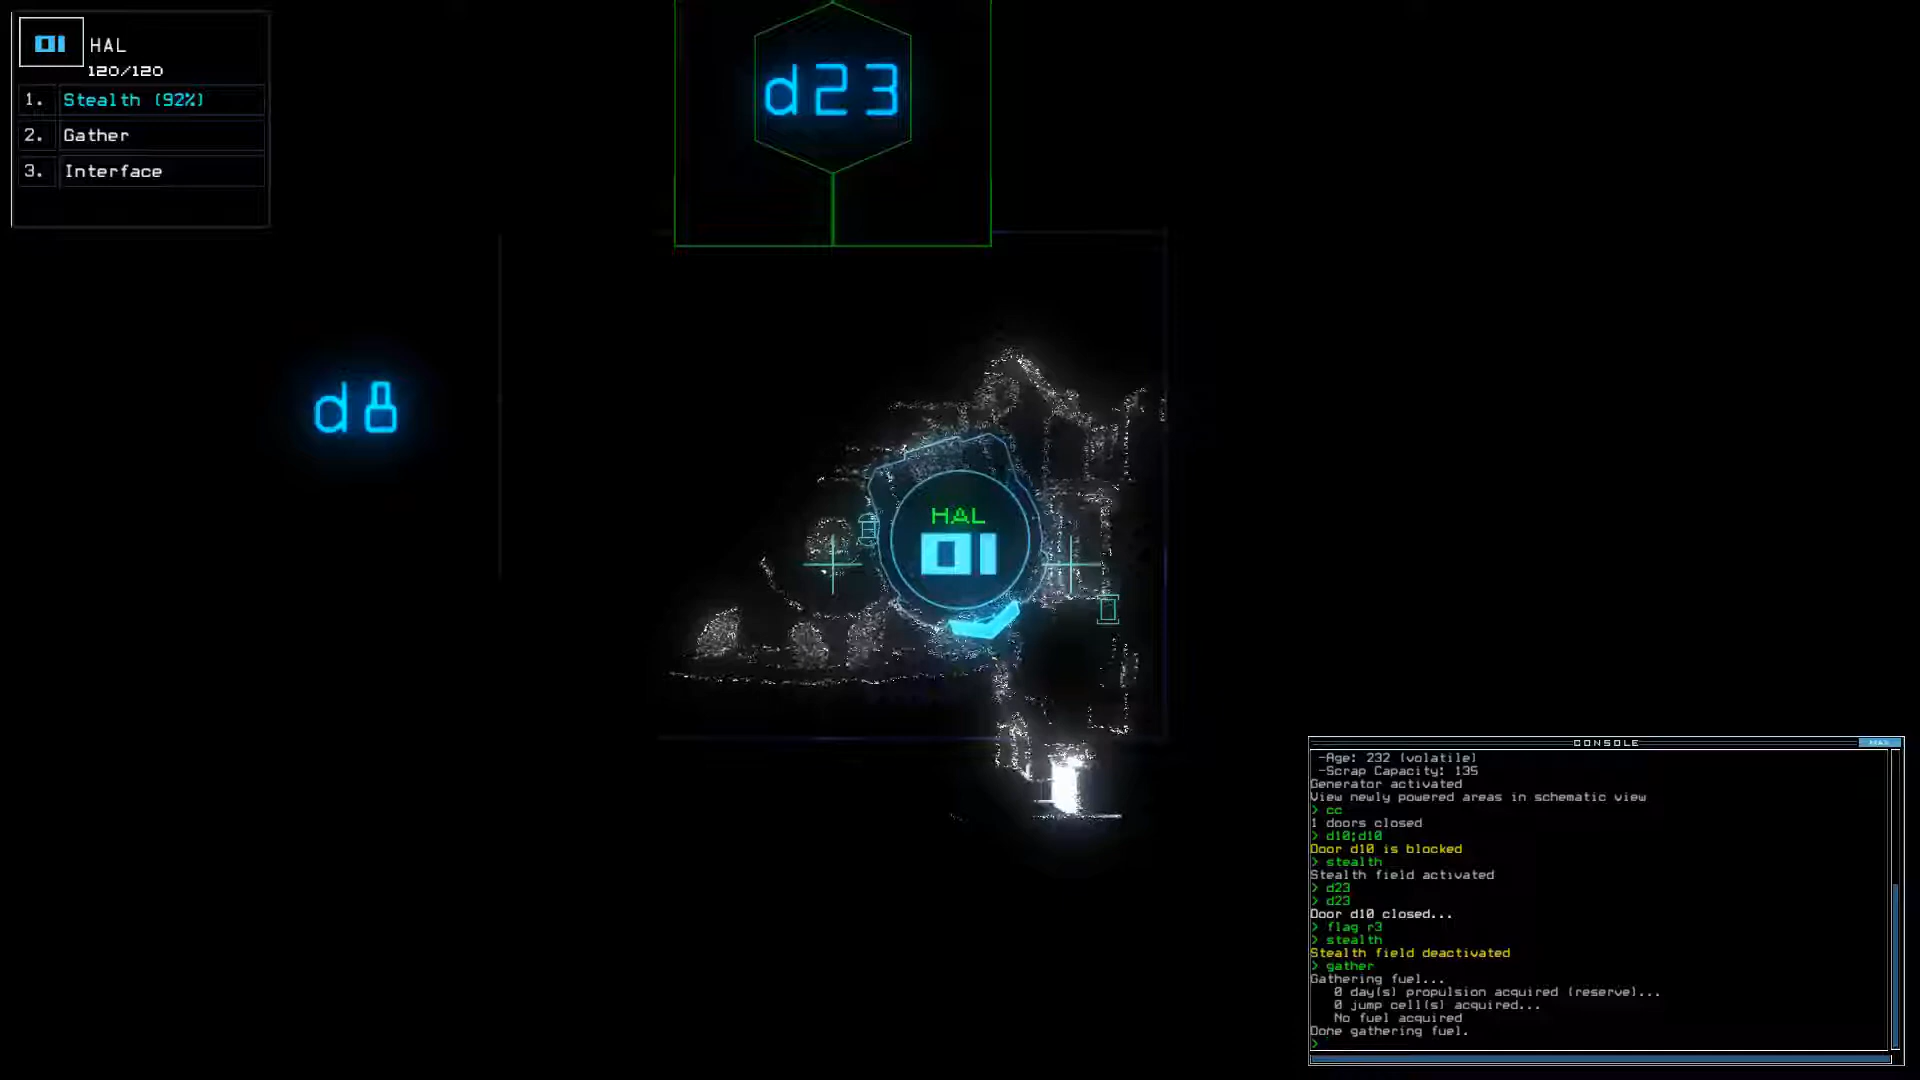 01 HAL
120/120
1. Stealth (92%)
2. Gather
3. Interface
d23
d8
HAL
01
CONSOLE
-Age: 232 (volatile)
-Scrap Capacity: 135
Generator activated
View newly powered areas in schematic view
> cc
1 doors closed
> d10;d10
Door d10 is blocked
> stealth
Stealth field activated
> d23
> d23
Door d10 closed...
> flag r3
> stealth
Stealth field deactivated
> gather
Gathering fuel...
0 day(s) propulsion acquired (reserve)...
0 jump cell(s) acquired...
No fuel acquired
Done gathering fuel.
>